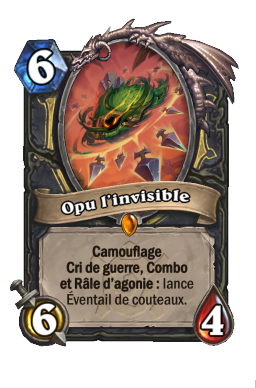 6
Opu l'invisible
Camouflage
Cri de guerre, Combo
et Râle d'agonie : lance
Éventail de couteaux.
6
4